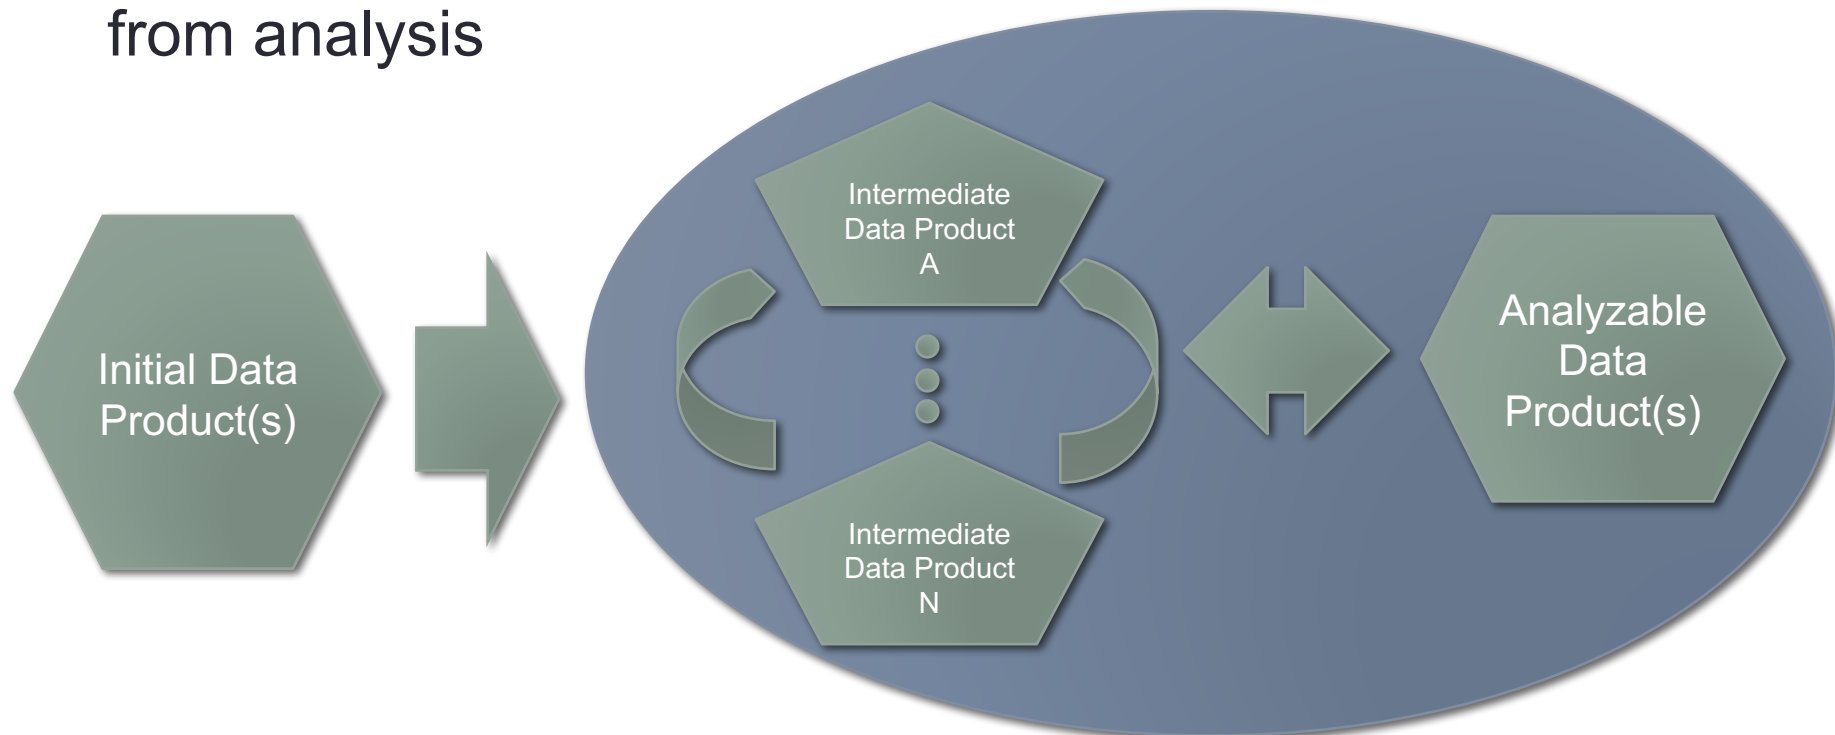 from analysis
Initial Data
Product(s)
Intermediate
Data Product
A
Intermediate
Data Product
N
Analyzable
Data
Product(s)